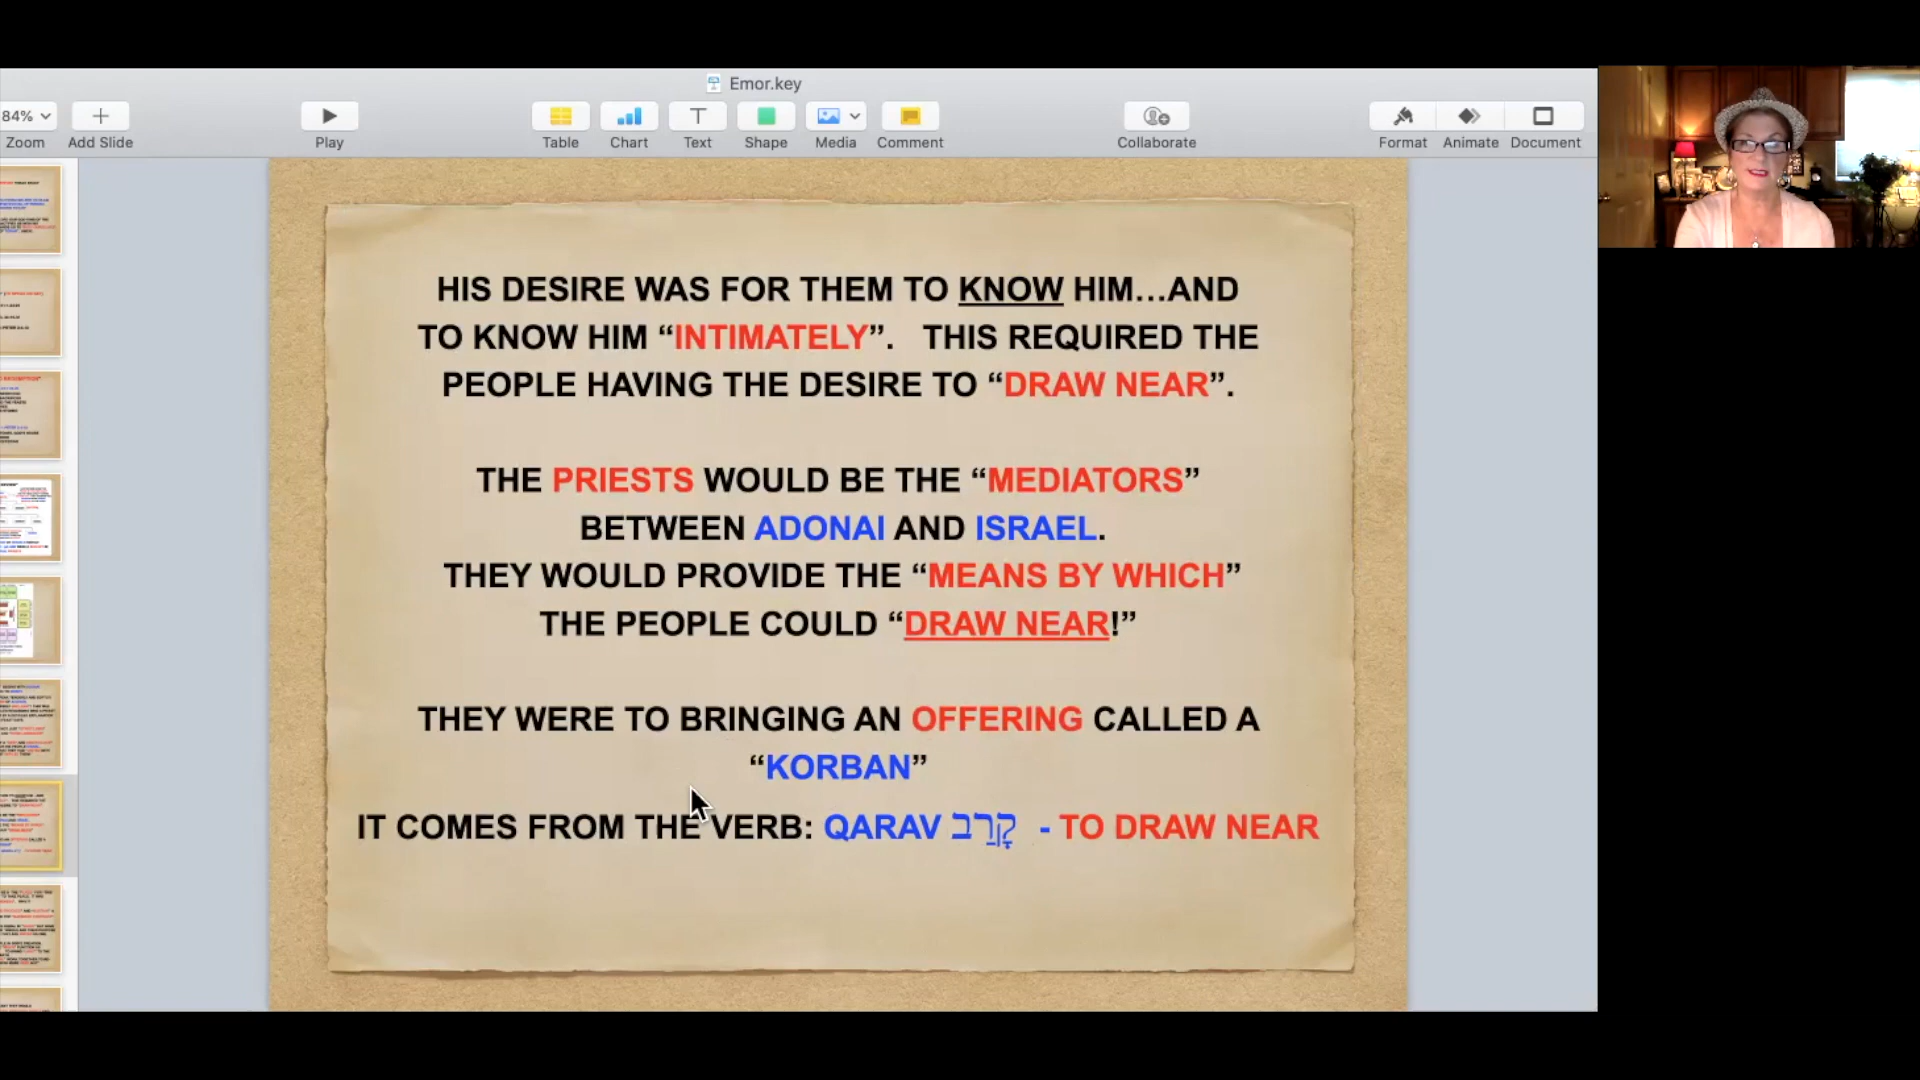 Emor.key
84%
Zoom
Add Slide
Play
Table
Chart
Text
Shape
Media
Comment
Collaborate
Format
Animate
Document
HIS DESIRE WAS FOR THEM TO KNOW HIM...AND
TO KNOW HIM “INTIMATELY”. THIS REQUIRED THE
PEOPLE HAVING THE DESIRE TO “DRAW NEAR”.
THE PRIESTS WOULD BE THE “MEDIATORS”
BETWEEN ADONAI AND ISRAEL.
THEY WOULD PROVIDE THE “MEANS BY WHICH”
THE PEOPLE COULD “DRAW NEAR!”
THEY WERE TO BRINGING AN OFFERING CALLED A
“KORBAN”
IT COMES FROM THE VERB: QARAV קָרַב - TO DRAW NEAR